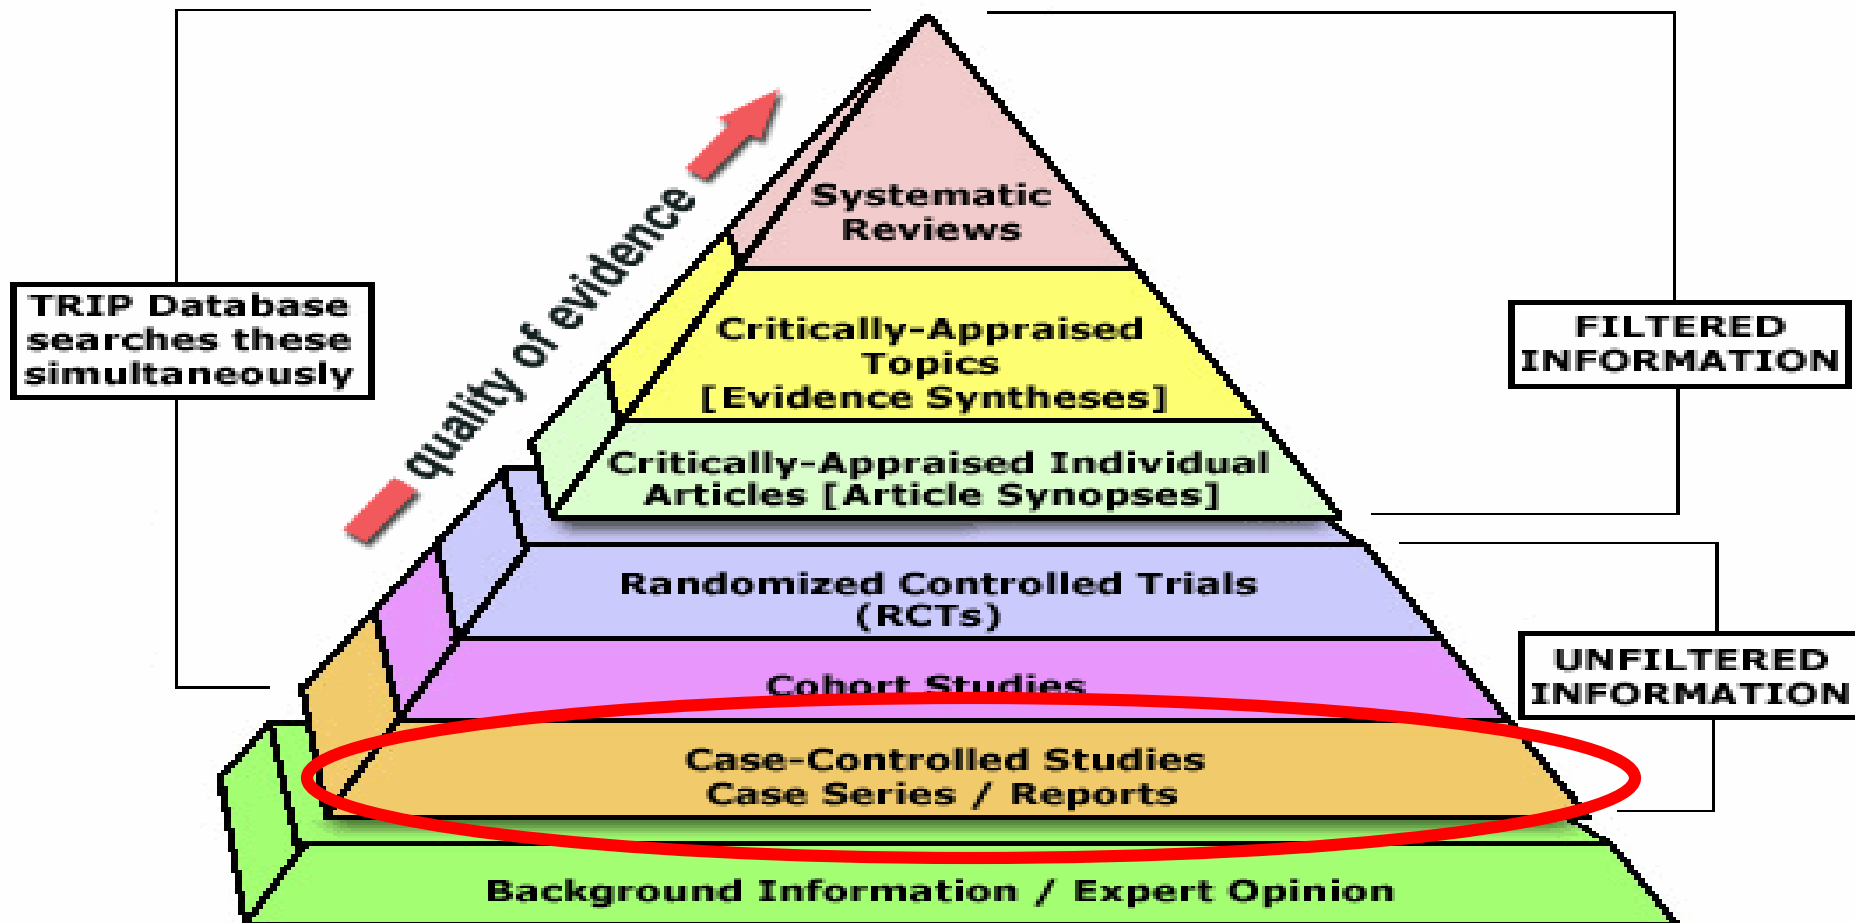 Systematic
Reviews
TRIP Database
searches these
simultaneously
quality of evidence
FILTERED
INFORMATION
Critically-Appraised
Topics
[Evidence Syntheses]
Critically-Appraised Individual
Articles [Article Synopses]
Randomized Controlled Trials
(RCTs)
UNFILTERED
INFORMATION
Cohort Studies
Case-Controlled Studies
Case Series / Reports
Background Information / Expert Opinion